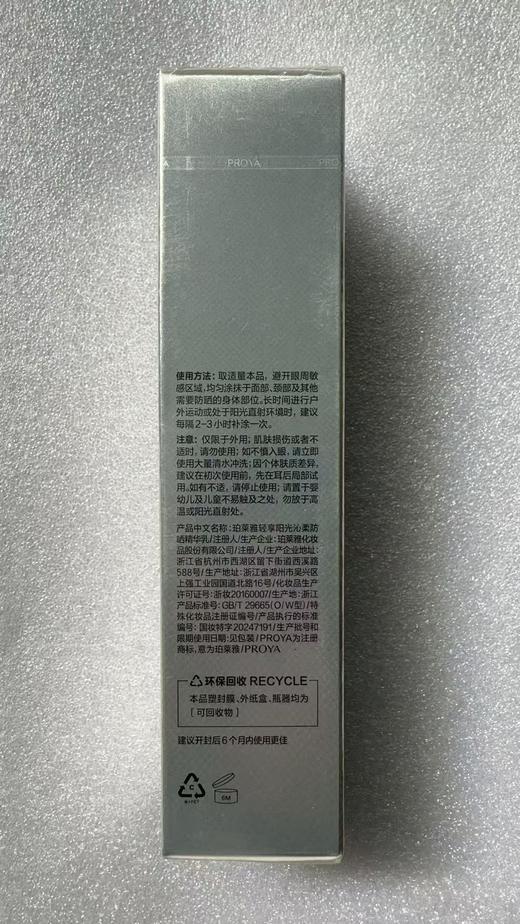 A
PROYA
PRO
使用方法：取适量本品，避开眼周敏
感区域，均匀涂抹于面部、颈部及其他
需要防晒的身体部位。长时间进行户
外运动或处于阳光直射环境时，建议
每隔2-3小时补涂一次。
注意：仅限于外用；肌肤损伤或者不
适时，请勿使用；如不慎入眼，请立即
使用大量清水冲洗；因个体肤质差异，
建议在初次使用前，先在耳后局部试
用。如有不适，请停止使用；请置于婴
幼儿及儿童不易触及之处，勿放于高
温或阳光直射处。
产品中文名称：珀莱雅轻享阳光沁柔防
晒精华乳/注册人/生产企业：珀莱雅化妆
品股份有限公司/注册人/生产企业地址：
浙江省杭州市西湖区留下街道西溪路
588号/生产地址：浙江省湖州市吴兴区
上强工业园国道北路16号/化妆品生产
许可证号：浙妆20160007/生产地：浙江
产品标准号：GB/T 29665(O/W型)/特
殊化妆品注册证编号/产品执行的标准
编号：国妆特字20247191/生产批号和
限期使用日期：见包装/PROYA为注册
商标，意为珀莱雅/PROYA
环保回收 RECYCLE
本品塑封膜、外纸盒、瓶器均为
[可回收物]
建议开封后6个月内使用更佳
C
6M